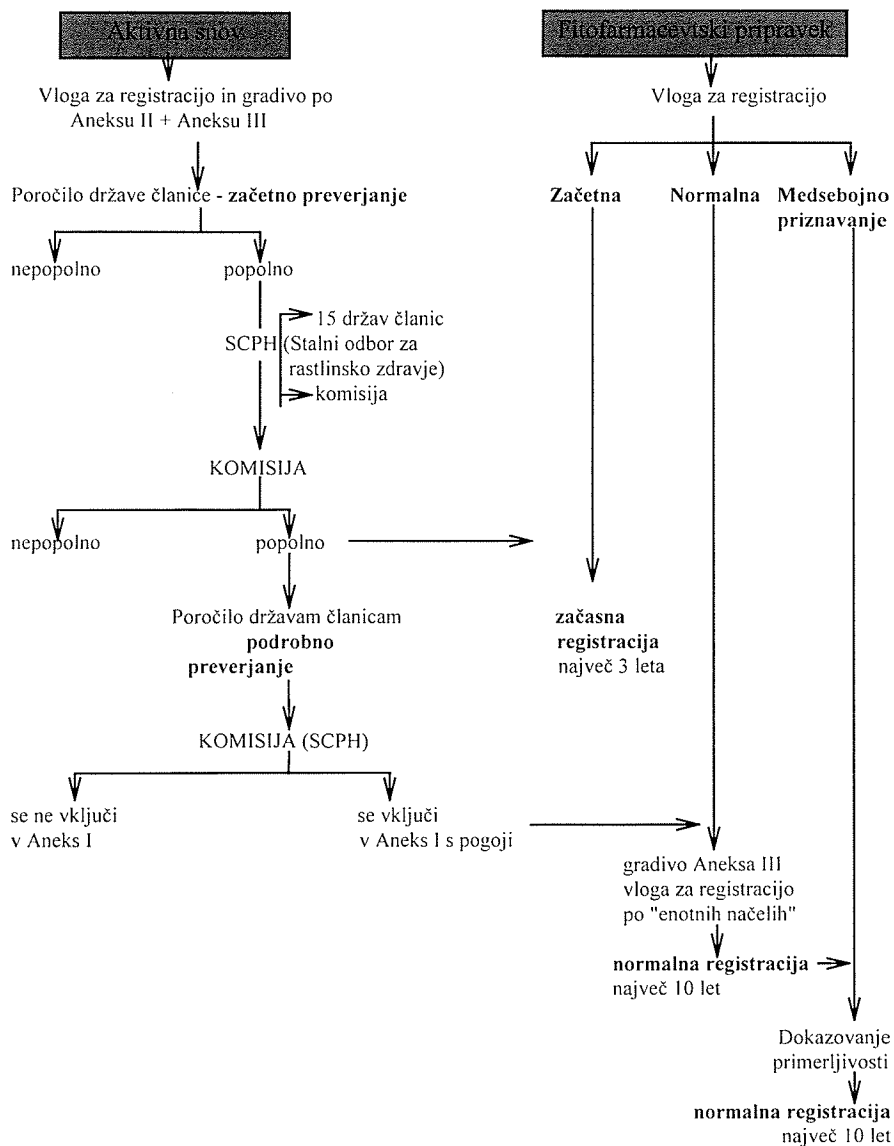 Aktivna snov
Fitofarmacevtski pripravek
Vloga za registracijo in gradivo po
Aneksu II + Aneksu III
Vloga za registracijo
Poročilo države članice - začetno preverjanje
Začetna
Normalna
Medsebojno
priznavanje
nepopolno
popolno
15 držav članic
SCPH (Stalni odbor za
rastlinsko zdravje)
komisija
KOMISIJA
nepopolno
popolno
Poročilo državam članicam
podrobno
preverjanje
začasna
registracija
največ 3 leta
KOMISIJA (SCPH)
se ne vključi
v Aneks I
se vključi
v Aneks I s pogoji
gradivo Aneksa III
vloga za registracijo
po "enotnih načelih"
normalna registracija
največ 10 let
Dokazovanje
primerljivosti
normalna registracija
največ 10 let